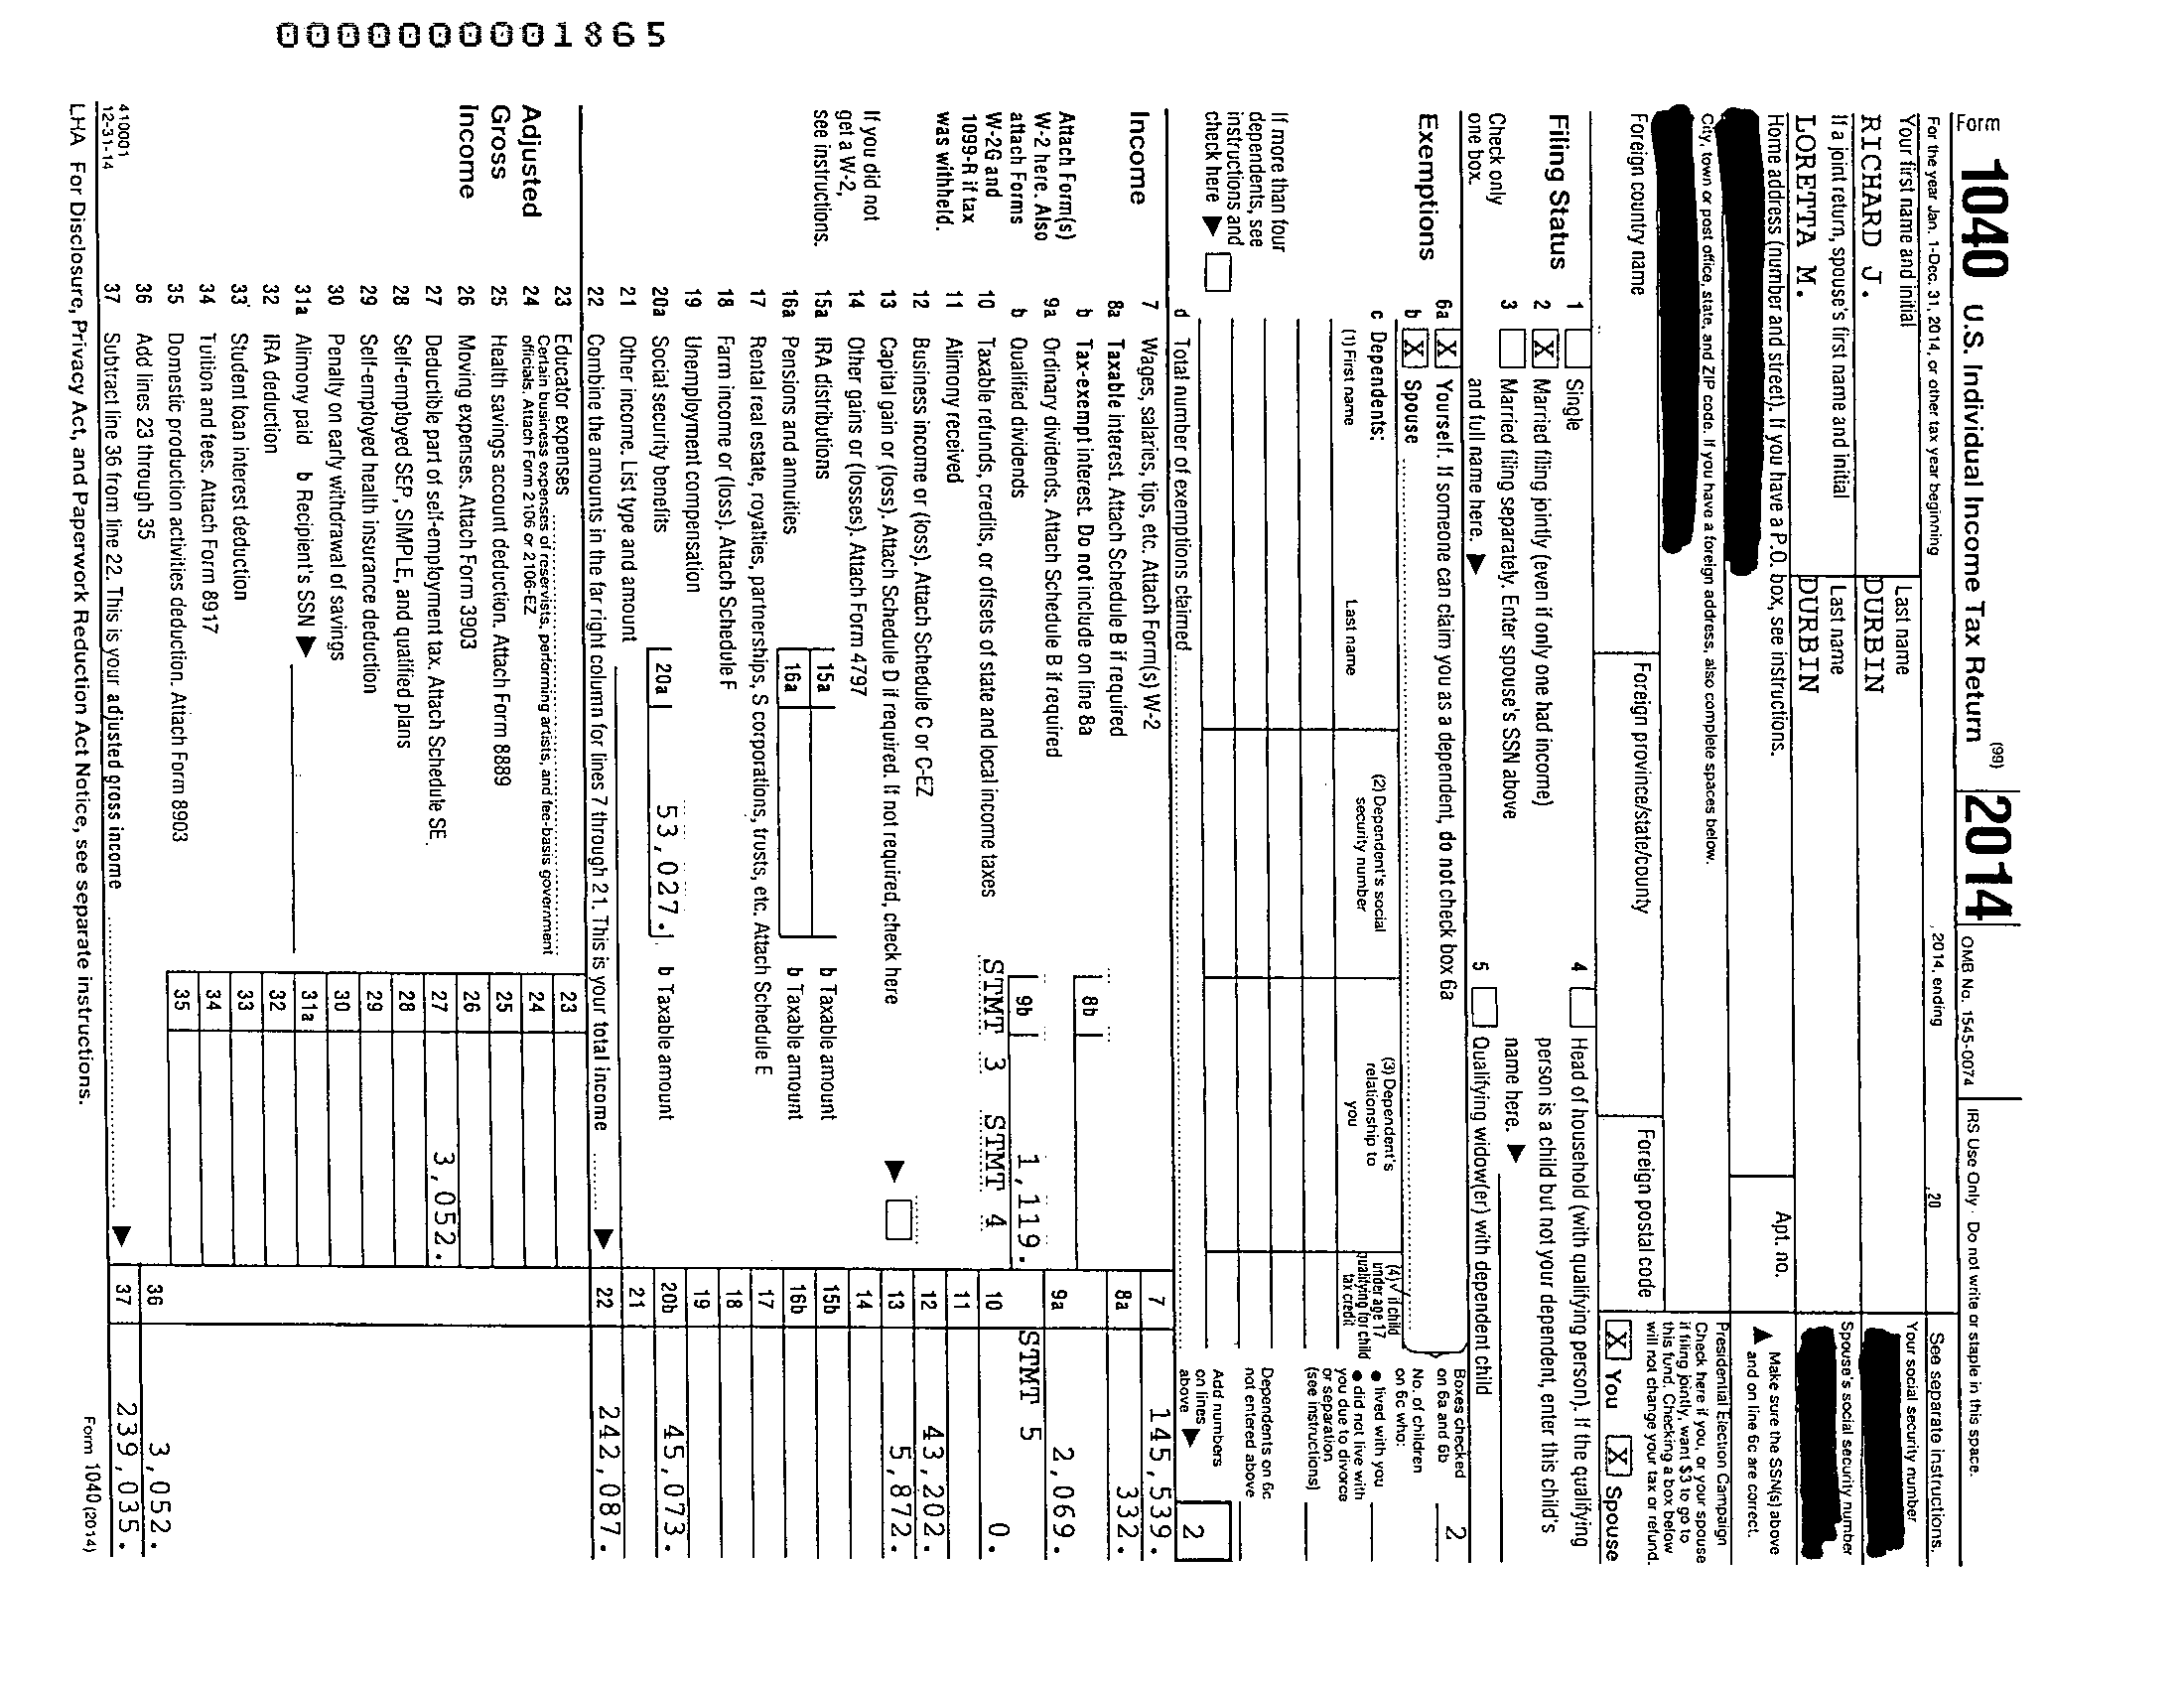 0000000001865
Form 1040 U.S. Individual Income Tax Return (99) 2014 OMB No. 1545-0074 IRS Use Only - Do not write or staple in this space.
For the year Jan. 1-Dec. 31, 2014, or other tax year beginning , 2014, ending , 20 See separate instructions.
Your first name and initial Last name Your social security number
RICHARD J. DURBIN
If a joint return, spouse's first name and initial Last name Spouse's social security number
LORETTA M. DURBIN
Home address (number and street). If you have a P.O. box, see instructions. Apt. no. ▲ Make sure the SSN(s) above and on line 6c are correct.
City, town or post office, state, and ZIP code. If you have a foreign address, also complete spaces below.
Presidential Election Campaign
Check here if you, or your spouse
if filing jointly, want $3 to go to
this fund. Checking a box below
will not change your tax or refund.
Foreign country name Foreign province/state/county Foreign postal code
X You X Spouse
Filing Status
Check only
one box.
1 Single
2 X Married filing jointly (even if only one had income)
3 Married filing separately. Enter spouse's SSN above
and full name here. ▶
4 Head of household (with qualifying person). If the qualifying
person is a child but not your dependent, enter this child's
name here. ▶
5 Qualifying widow(er) with dependent child
Exemptions
6a X Yourself. If someone can claim you as a dependent, do not check box 6a
b X Spouse
Boxes checked
on 6a and 6b 2
No. of children
on 6c who:
● lived with you
● did not live with
you due to divorce
or separation
(see instructions)
Dependents on 6c
not entered above
Add numbers
on lines
above ▶ 2
c Dependents:
(1) First name Last name
(2) Dependent's social
security number
(3) Dependent's
relationship to
you
(4) √ if child
under age 17
qualifying for child
tax credit
If more than four
dependents, see
instructions and
check here ▶
d Total number of exemptions claimed
Income
Attach Form(s)
W-2 here. Also
attach Forms
W-2G and
1099-R if tax
was withheld.
If you did not
get a W-2,
see instructions.
7 Wages, salaries, tips, etc. Attach Form(s) W-2 7 145,539.
8a Taxable interest. Attach Schedule B if required 8a 332.
b Tax-exempt interest. Do not include on line 8a 8b
9a Ordinary dividends. Attach Schedule B if required 9a 2,069.
b Qualified dividends 9b 1,119. STMT 5
10 Taxable refunds, credits, or offsets of state and local income taxes STMT 3 STMT 4 10 0.
11 Alimony received 11
12 Business income or (loss). Attach Schedule C or C-EZ 12 43,202.
13 Capital gain or (loss). Attach Schedule D if required. If not required, check here ▶ 13 5,872.
14 Other gains or (losses). Attach Form 4797 14
15a IRA distributions 15a b Taxable amount 15b
16a Pensions and annuities 16a b Taxable amount 16b
17 Rental real estate, royalties, partnerships, S corporations, trusts, etc. Attach Schedule E 17
18 Farm income or (loss). Attach Schedule F 18
19 Unemployment compensation 19
20a Social security benefits 20a 53,027. b Taxable amount 20b 45,073.
21 Other income. List type and amount 21
22 Combine the amounts in the far right column for lines 7 through 21. This is your total income ▶ 22 242,087.
Adjusted
Gross
Income
23 Educator expenses 23
24 Certain business expenses of reservists, performing artists, and fee-basis government
officials. Attach Form 2106 or 2106-EZ 24
25 Health savings account deduction. Attach Form 8889 25
26 Moving expenses. Attach Form 3903 26
27 Deductible part of self-employment tax. Attach Schedule SE 27 3,052.
28 Self-employed SEP, SIMPLE, and qualified plans 28
29 Self-employed health insurance deduction 29
30 Penalty on early withdrawal of savings 30
31a Alimony paid b Recipient's SSN ▶ 31a
32 IRA deduction 32
33 Student loan interest deduction 33
34 Tuition and fees. Attach Form 8917 34
35 Domestic production activities deduction. Attach Form 8903 35
36 Add lines 23 through 35 36 3,052.
37 Subtract line 36 from line 22. This is your adjusted gross income ▶ 37 239,035.
410001
12-31-14
LHA For Disclosure, Privacy Act, and Paperwork Reduction Act Notice, see separate instructions. Form 1040 (2014)